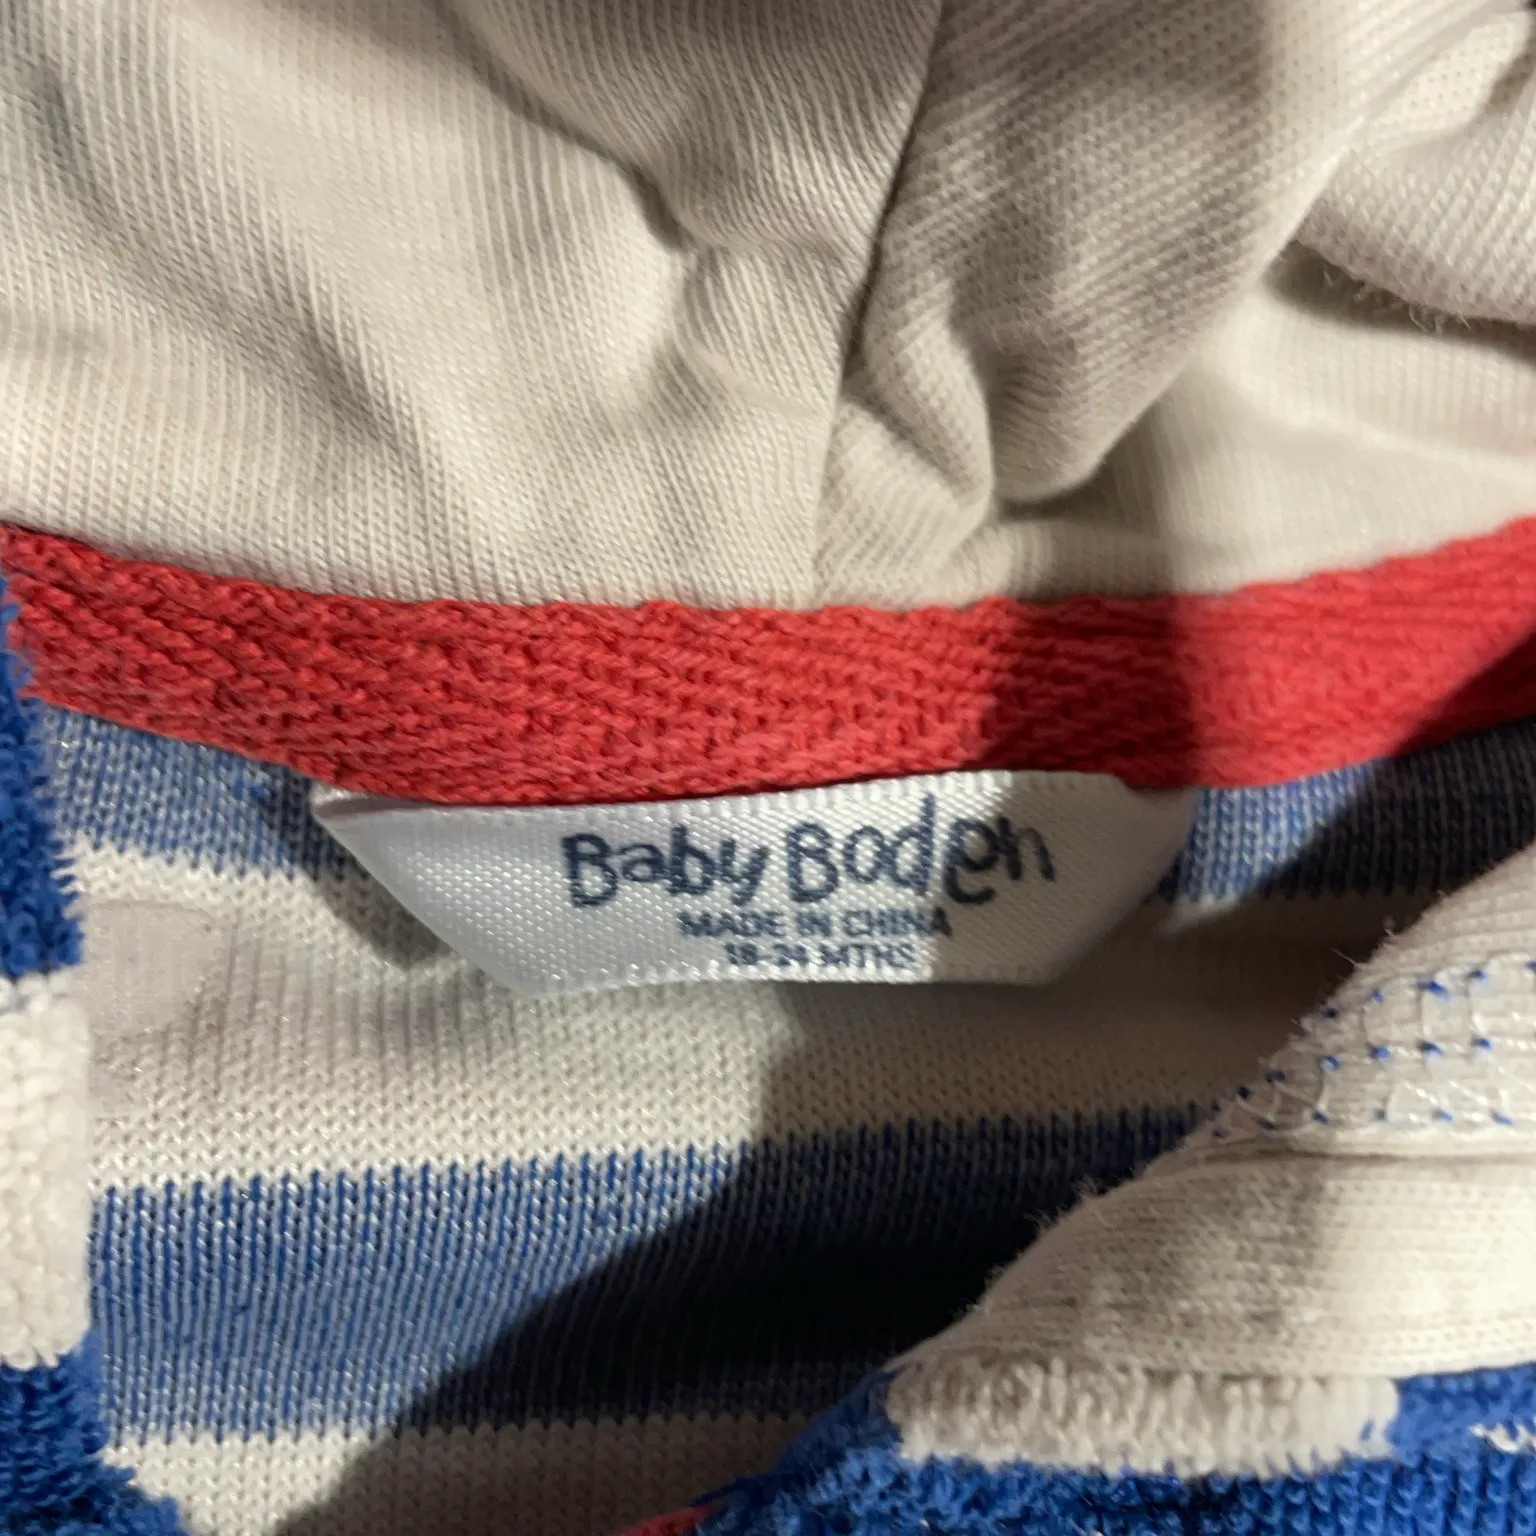 Baby Boden
MADE IN CHINA
18-24 MTHS